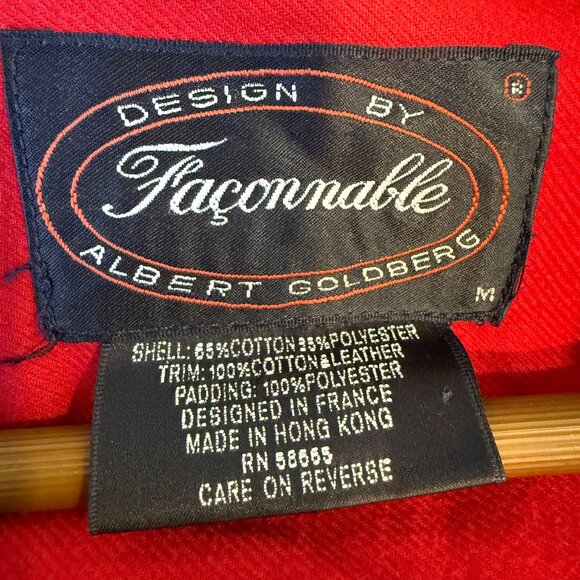 DESIGN BY
®
Façonnable
ALBERT GOLDBERG
M
SHELL: 65%COTTON 35%POLYESTER
TRIM: 100%COTTON&LEATHER
PADDING: 100%POLYESTER
DESIGNED IN FRANCE
MADE IN HONG KONG
RN 58665
CARE ON REVERSE